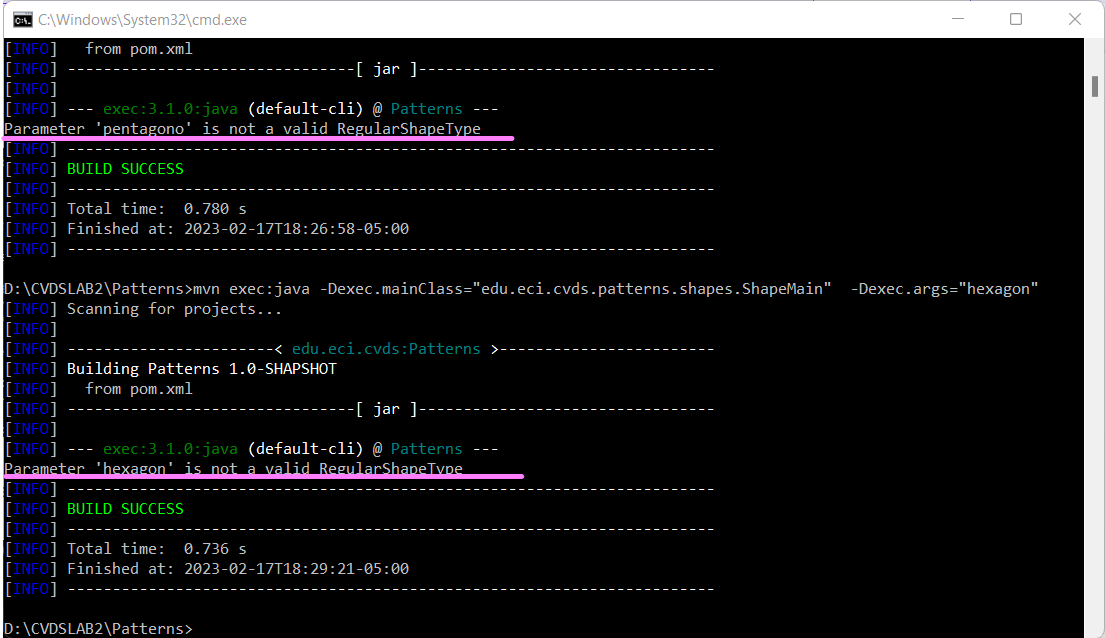 C:\Windows\System32\cmd.exe
[INFO]   from pom.xml
[INFO] --------------------------------[ jar ]---------------------------------
[INFO]
[INFO] --- exec:3.1.0:java (default-cli) @ Patterns ---
Parameter 'pentagono' is not a valid RegularShapeType
[INFO] ------------------------------------------------------------------------
[INFO] BUILD SUCCESS
[INFO] ------------------------------------------------------------------------
[INFO] Total time:  0.780 s
[INFO] Finished at: 2023-02-17T18:26:58-05:00
[INFO] ------------------------------------------------------------------------
D:\CVDSLAB2\Patterns>mvn exec:java -Dexec.mainClass="edu.eci.cvds.patterns.shapes.ShapeMain"  -Dexec.args="hexagon"
[INFO] Scanning for projects...
[INFO]
[INFO] -----------------------< edu.eci.cvds:Patterns >------------------------
[INFO] Building Patterns 1.0-SHAPSHOT
[INFO]   from pom.xml
[INFO] --------------------------------[ jar ]---------------------------------
[INFO]
[INFO] --- exec:3.1.0:java (default-cli) @ Patterns ---
Parameter 'hexagon' is not a valid RegularShapeType
[INFO] ------------------------------------------------------------------------
[INFO] BUILD SUCCESS
[INFO] ------------------------------------------------------------------------
[INFO] Total time:  0.736 s
[INFO] Finished at: 2023-02-17T18:29:21-05:00
[INFO] ------------------------------------------------------------------------
D:\CVDSLAB2\Patterns>